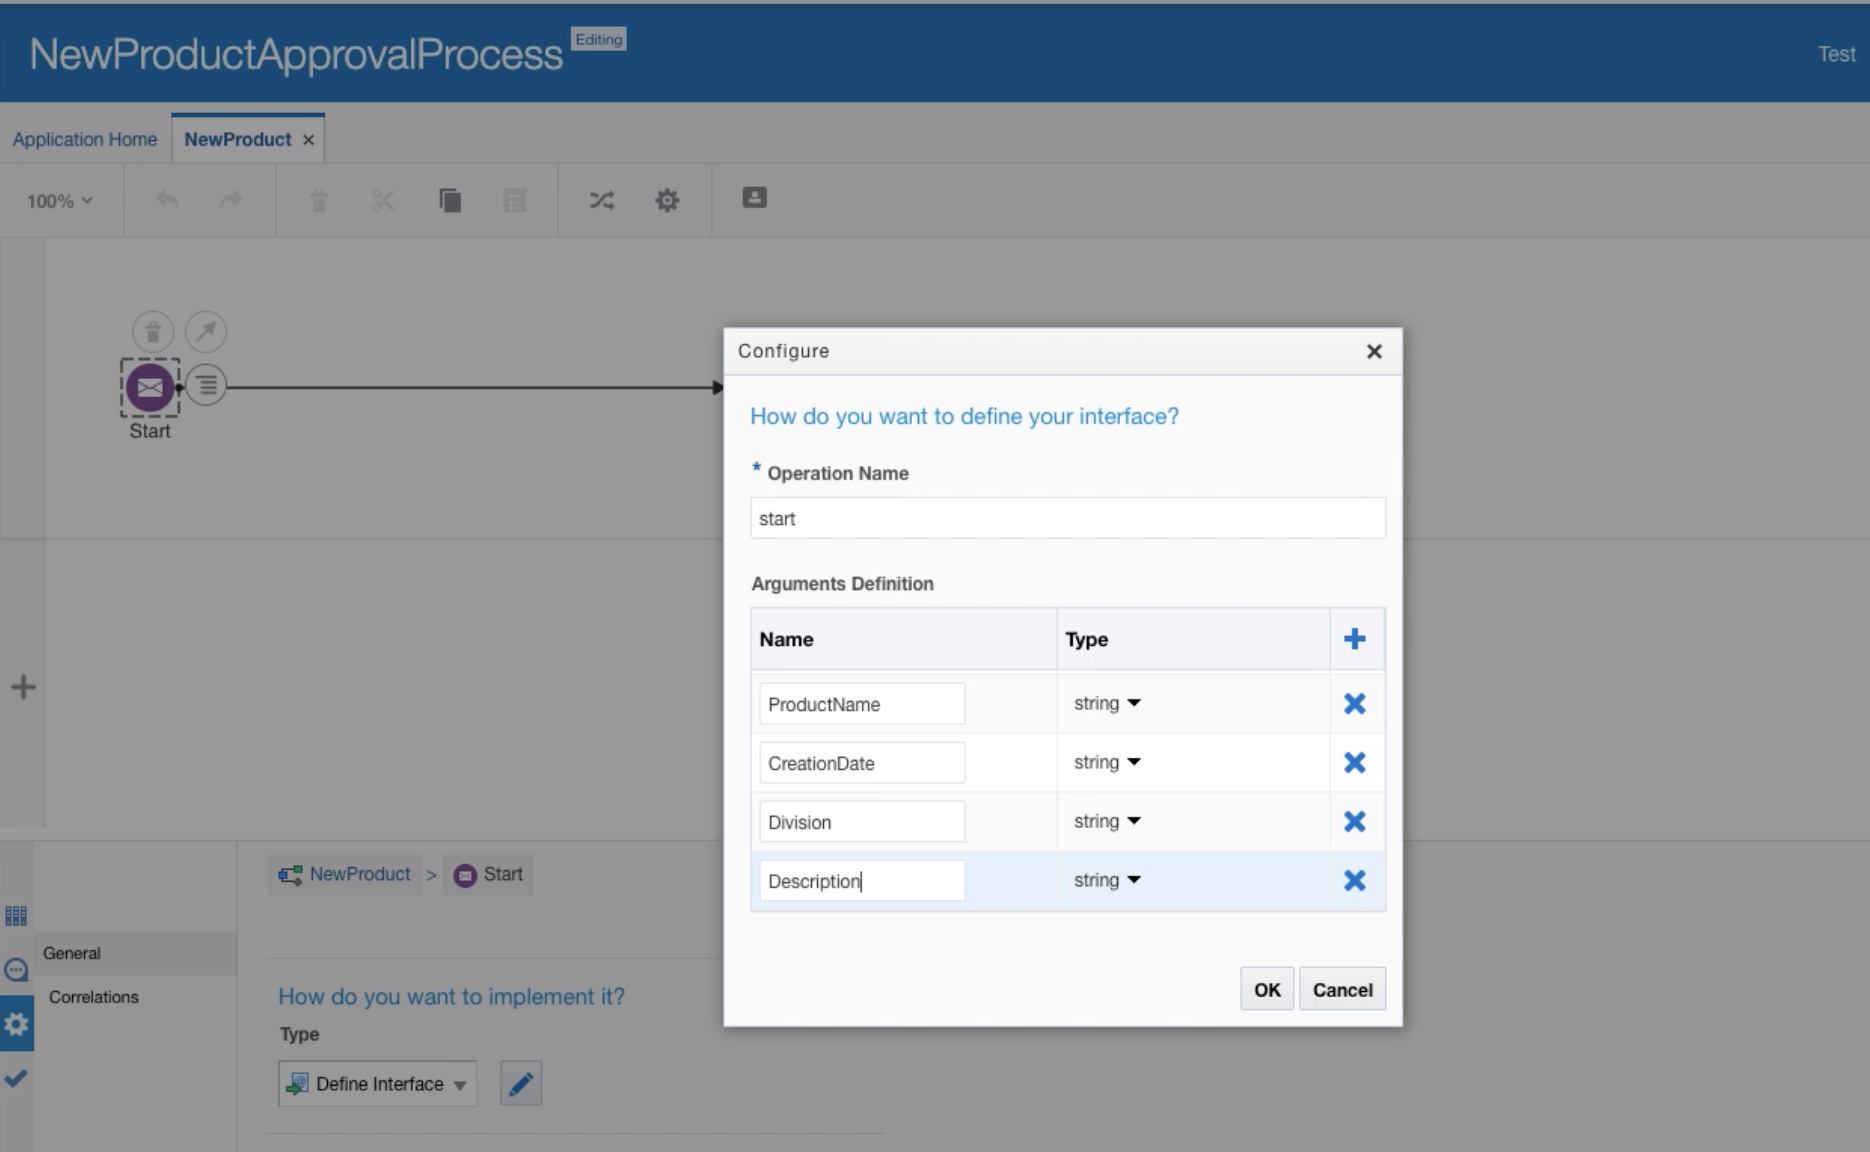 NewProductApprovalProcess Editing
Test
Application Home
NewProduct ×
100%
Start
Configure
How do you want to define your interface?
* Operation Name
start
Arguments Definition
Name Type
ProductName string
CreationDate string
Division string
Description string
OK Cancel
NewProduct > Start
General
Correlations
How do you want to implement it?
Type
Define Interface